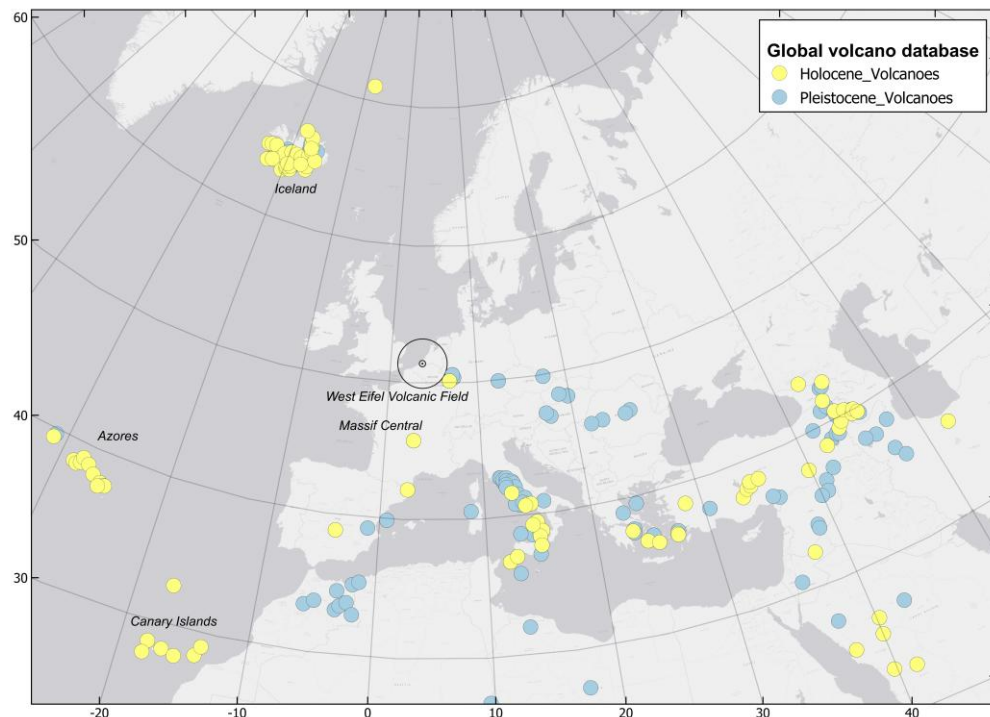 60
50
40
30
Global volcano database
Holocene_Volcanoes
Pleistocene_Volcanoes
Iceland
West Eifel Volcanic Field
Massif Central
Azores
Canary Islands
-20
-10
0
10
20
30
40